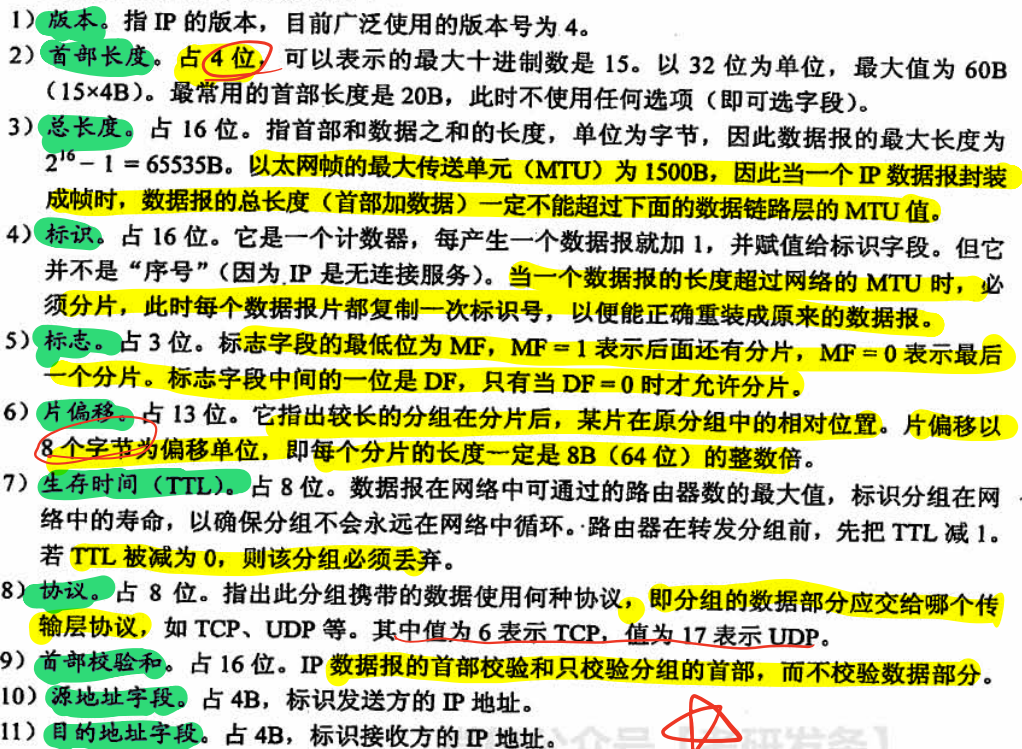 1）版本。指 IP 的版本，目前广泛使用的版本号为 4。
2）首部长度。占 4 位，可以表示的最大十进制数是 15。以 32 位为单位，最大值为 60B
（15×4B）。最常用的首部长度是 20B，此时不使用任何选项（即可选字段）。
3）总长度。占 16 位。指首部和数据之和的长度，单位为字节，因此数据报的最大长度为
2¹⁶－1＝65535B。以太网帧的最大传送单元（MTU）为 1500B，因此当一个 IP 数据报封装
成帧时，数据报的总长度（首部加数据）一定不能超过下面的数据链路层的 MTU 值。
4）标识。占 16 位。它是一个计数器，每产生一个数据报就加 1，并赋值给标识字段。但它
并不是“序号”（因为 IP 是无连接服务）。当一个数据报的长度超过网络的 MTU 时，必
须分片，此时每个数据报片都复制一次标识号，以便能正确重装成原来的数据报。
5）标志。占 3 位。标志字段的最低位为 MF，MF＝1 表示后面还有分片，MF＝0 表示最后
一个分片。标志字段中间的一位是 DF，只有当 DF＝0 时才允许分片。
6）片偏移。占 13 位。它指出较长的分组在分片后，某片在原分组中的相对位置。片偏移以
8 个字节为偏移单位，即每个分片的长度一定是 8B（64 位）的整数倍。
7）生存时间（TTL）。占 8 位。数据报在网络中可通过的路由器数的最大值，标识分组在网
络中的寿命，以确保分组不会永远在网络中循环。路由器在转发分组前，先把 TTL 减 1。
若 TTL 被减为 0，则该分组必须丢弃。
8）协议。占 8 位。指出此分组携带的数据使用何种协议，即分组的数据部分应交给哪个传
输层协议，如 TCP、UDP 等。其中值为 6 表示 TCP，值为 17 表示 UDP。
9）首部校验和。占 16 位。IP 数据报的首部校验和只校验分组的首部，而不校验数据部分。
10）源地址字段。占 4B，标识发送方的 IP 地址。
11）目的地址字段。占 4B，标识接收方的 IP 地址。